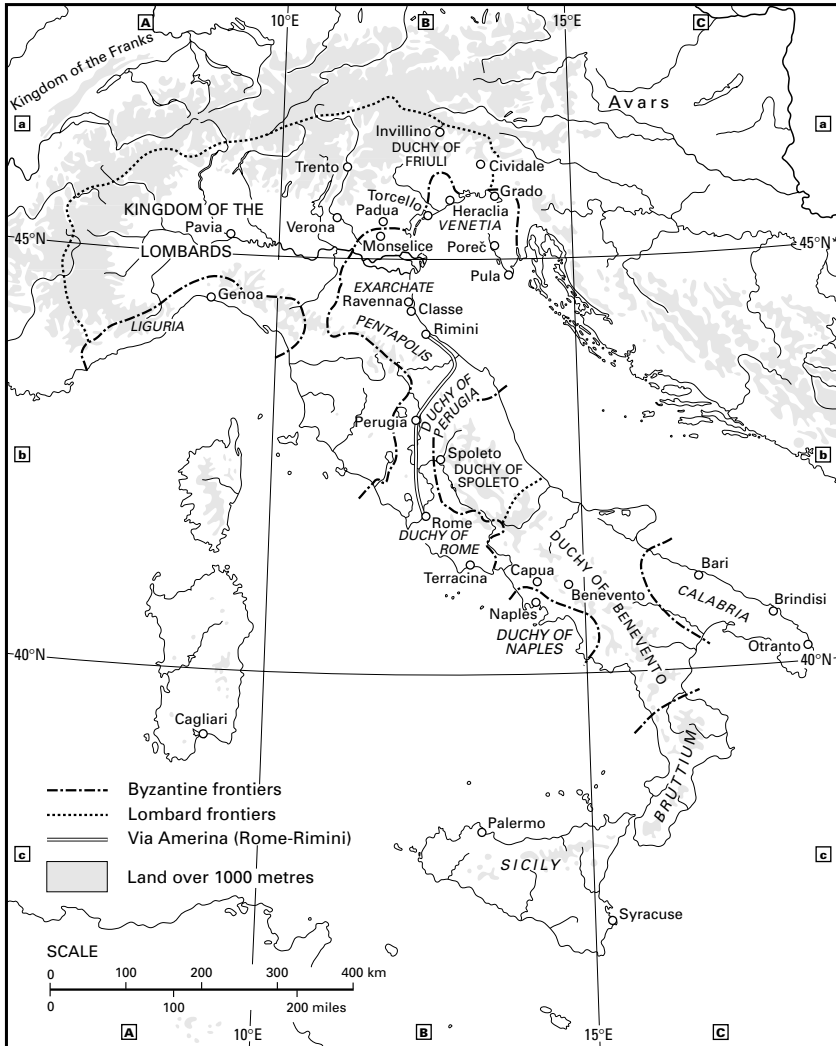 A
10°E
B
15°E
C
Kingdom of the Franks
Avars
a
a
Invillino
DUCHY OF
FRIULI
Cividale
Trento
Grado
Torcello
Heraclia
VENETIA
KINGDOM OF THE
LOMBARDS
Padua
Verona
Pavia
Monselice
45°N
45°N
Poreč
Pula
EXARCHATE
Ravenna
Classe
Genoa
Rimini
LIGURIA
PENTAPOLIS
DUCHY OF
PERUGIA
Perugia
b
b
Spoleto
DUCHY OF
SPOLETO
Rome
DUCHY OF
ROME
Terracina
Capua
DUCHY OF BENEVENTO
Benevento
Bari
CALABRIA
Brindisi
Naples
DUCHY OF
NAPLES
Otranto
40°N
40°N
Cagliari
BRUTTIUM
Byzantine frontiers
Lombard frontiers
Via Amerina (Rome-Rimini)
Land over 1000 metres
Palermo
SICILY
c
c
Syracuse
SCALE
0 100 200 300 400 km
0 100 200 miles
A
10°E
B
15°E
C